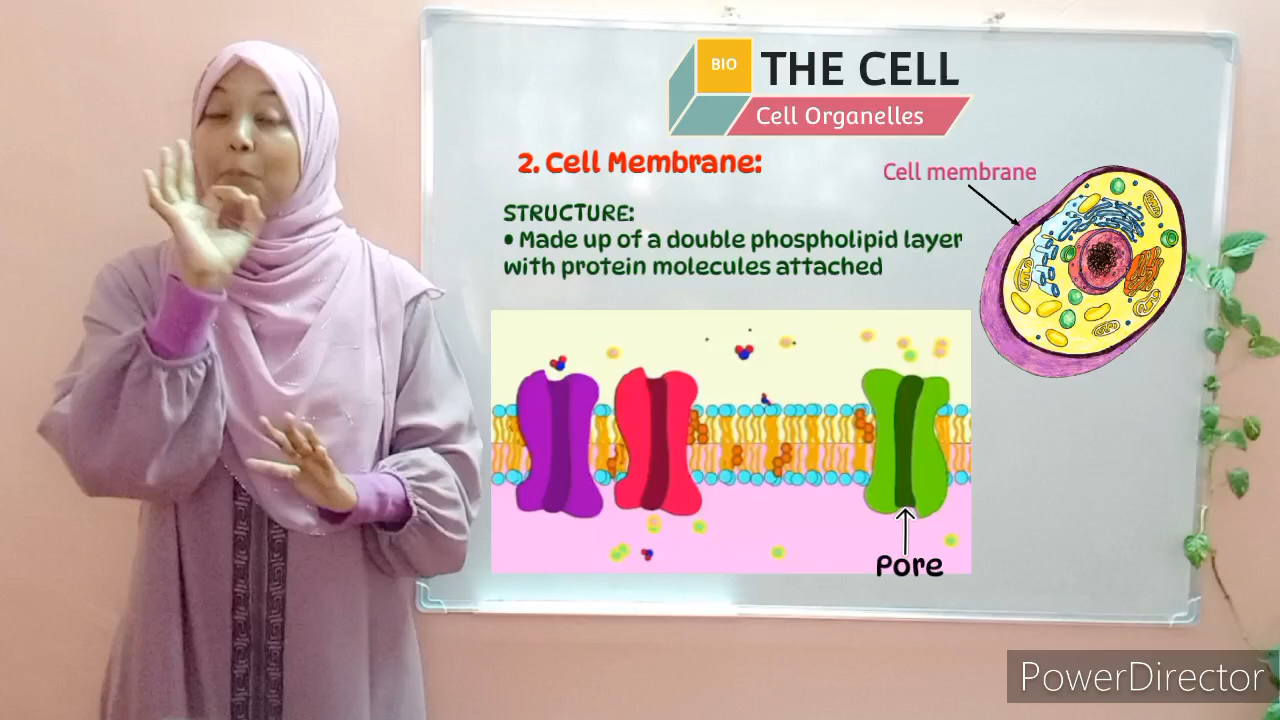 BIO
THE CELL
Cell Organelles
2. Cell Membrane:
Cell membrane
STRUCTURE:
• Made up of a double phospholipid layer
with protein molecules attached
Pore
PowerDirector